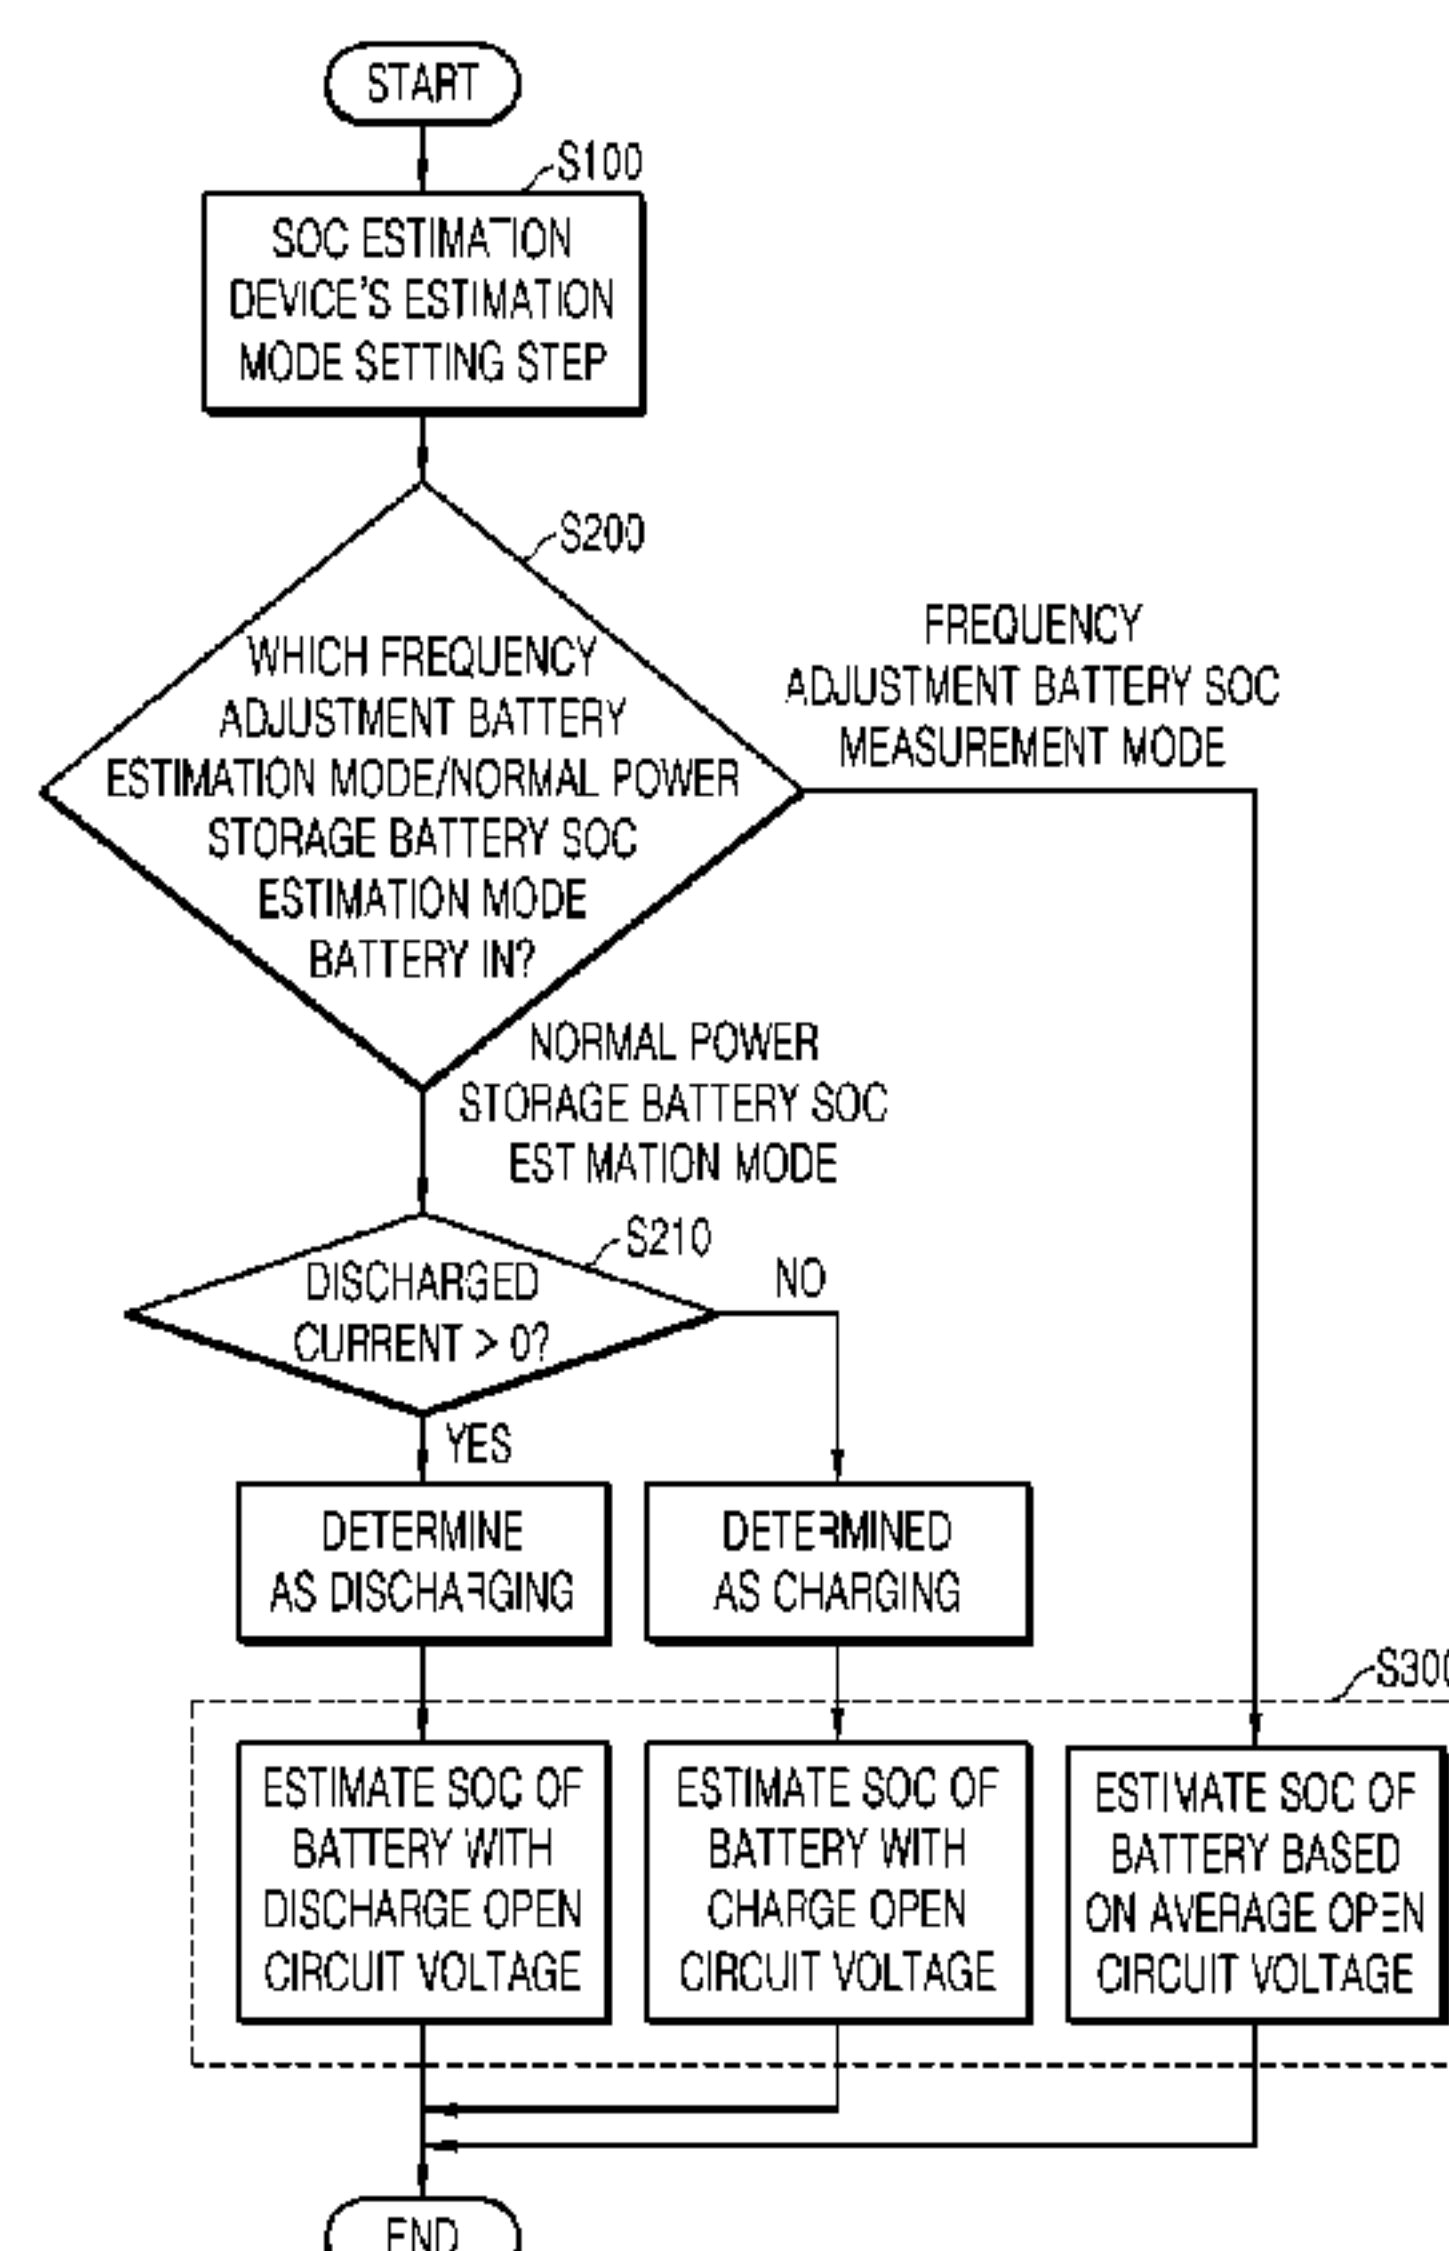 START
S100
SOC ESTIMATION
DEVICE'S ESTIMATION
MODE SETTING STEP
S200
WHICH FREQUENCY
ADJUSTMENT BATTERY
ESTIMATION MODE/NORMAL POWER
STORAGE BATTERY SOC
ESTIMATION MODE
BATTERY IN?
FREQUENCY
ADJUSTMENT BATTERY SOC
MEASUREMENT MODE
NORMAL POWER
STORAGE BATTERY SOC
ESTIMATION MODE
S210
DISCHARGED
CURRENT > 0?
NO
YES
DETERMINE
AS DISCHARGING
DETERMINED
AS CHARGING
S300
ESTIMATE SOC OF
BATTERY WITH
DISCHARGE OPEN
CIRCUIT VOLTAGE
ESTIMATE SOC OF
BATTERY WITH
CHARGE OPEN
CIRCUIT VOLTAGE
ESTIMATE SOC OF
BATTERY BASED
ON AVERAGE OPEN
CIRCUIT VOLTAGE
END